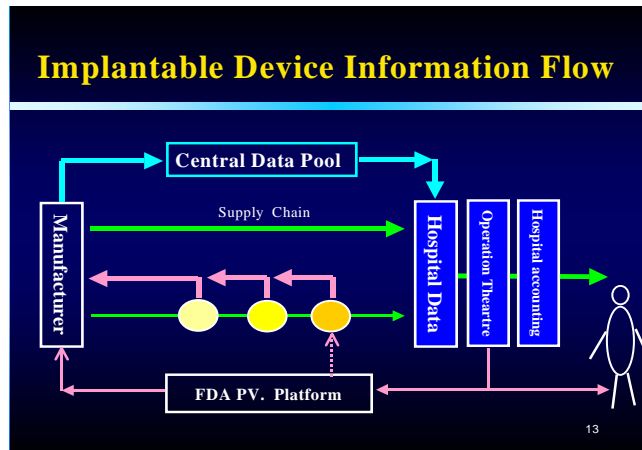 Implantable Device Information Flow
Central Data Pool
Supply Chain
Manufacturer
Hospital Data
Operation Theartre
Hospital accounting
FDA PV. Platform
13